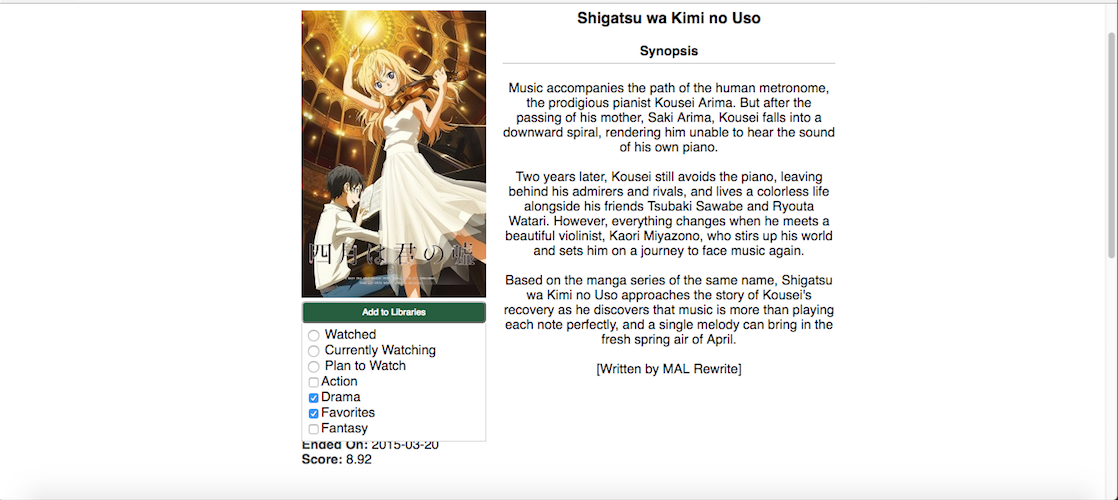 Shigatsu wa Kimi no Uso
Synopsis
Music accompanies the path of the human metronome,
the prodigious pianist Kousei Arima. But after the
passing of his mother, Saki Arima, Kousei falls into a
downward spiral, rendering him unable to hear the sound
of his own piano.
Two years later, Kousei still avoids the piano, leaving
behind his admirers and rivals, and lives a colorless life
alongside his friends Tsubaki Sawabe and Ryouta
Watari. However, everything changes when he meets a
beautiful violinist, Kaori Miyazono, who stirs up his world
and sets him on a journey to face music again.
Based on the manga series of the same name, Shigatsu
wa Kimi no Uso approaches the story of Kousei's
recovery as he discovers that music is more than playing
each note perfectly, and a single melody can bring in the
fresh spring air of April.
[Written by MAL Rewrite]
四月は君の嘘
Add to Libraries
Watched
Currently Watching
Plan to Watch
Action
Drama
Favorites
Fantasy
Ended On: 2015-03-20
Score: 8.92